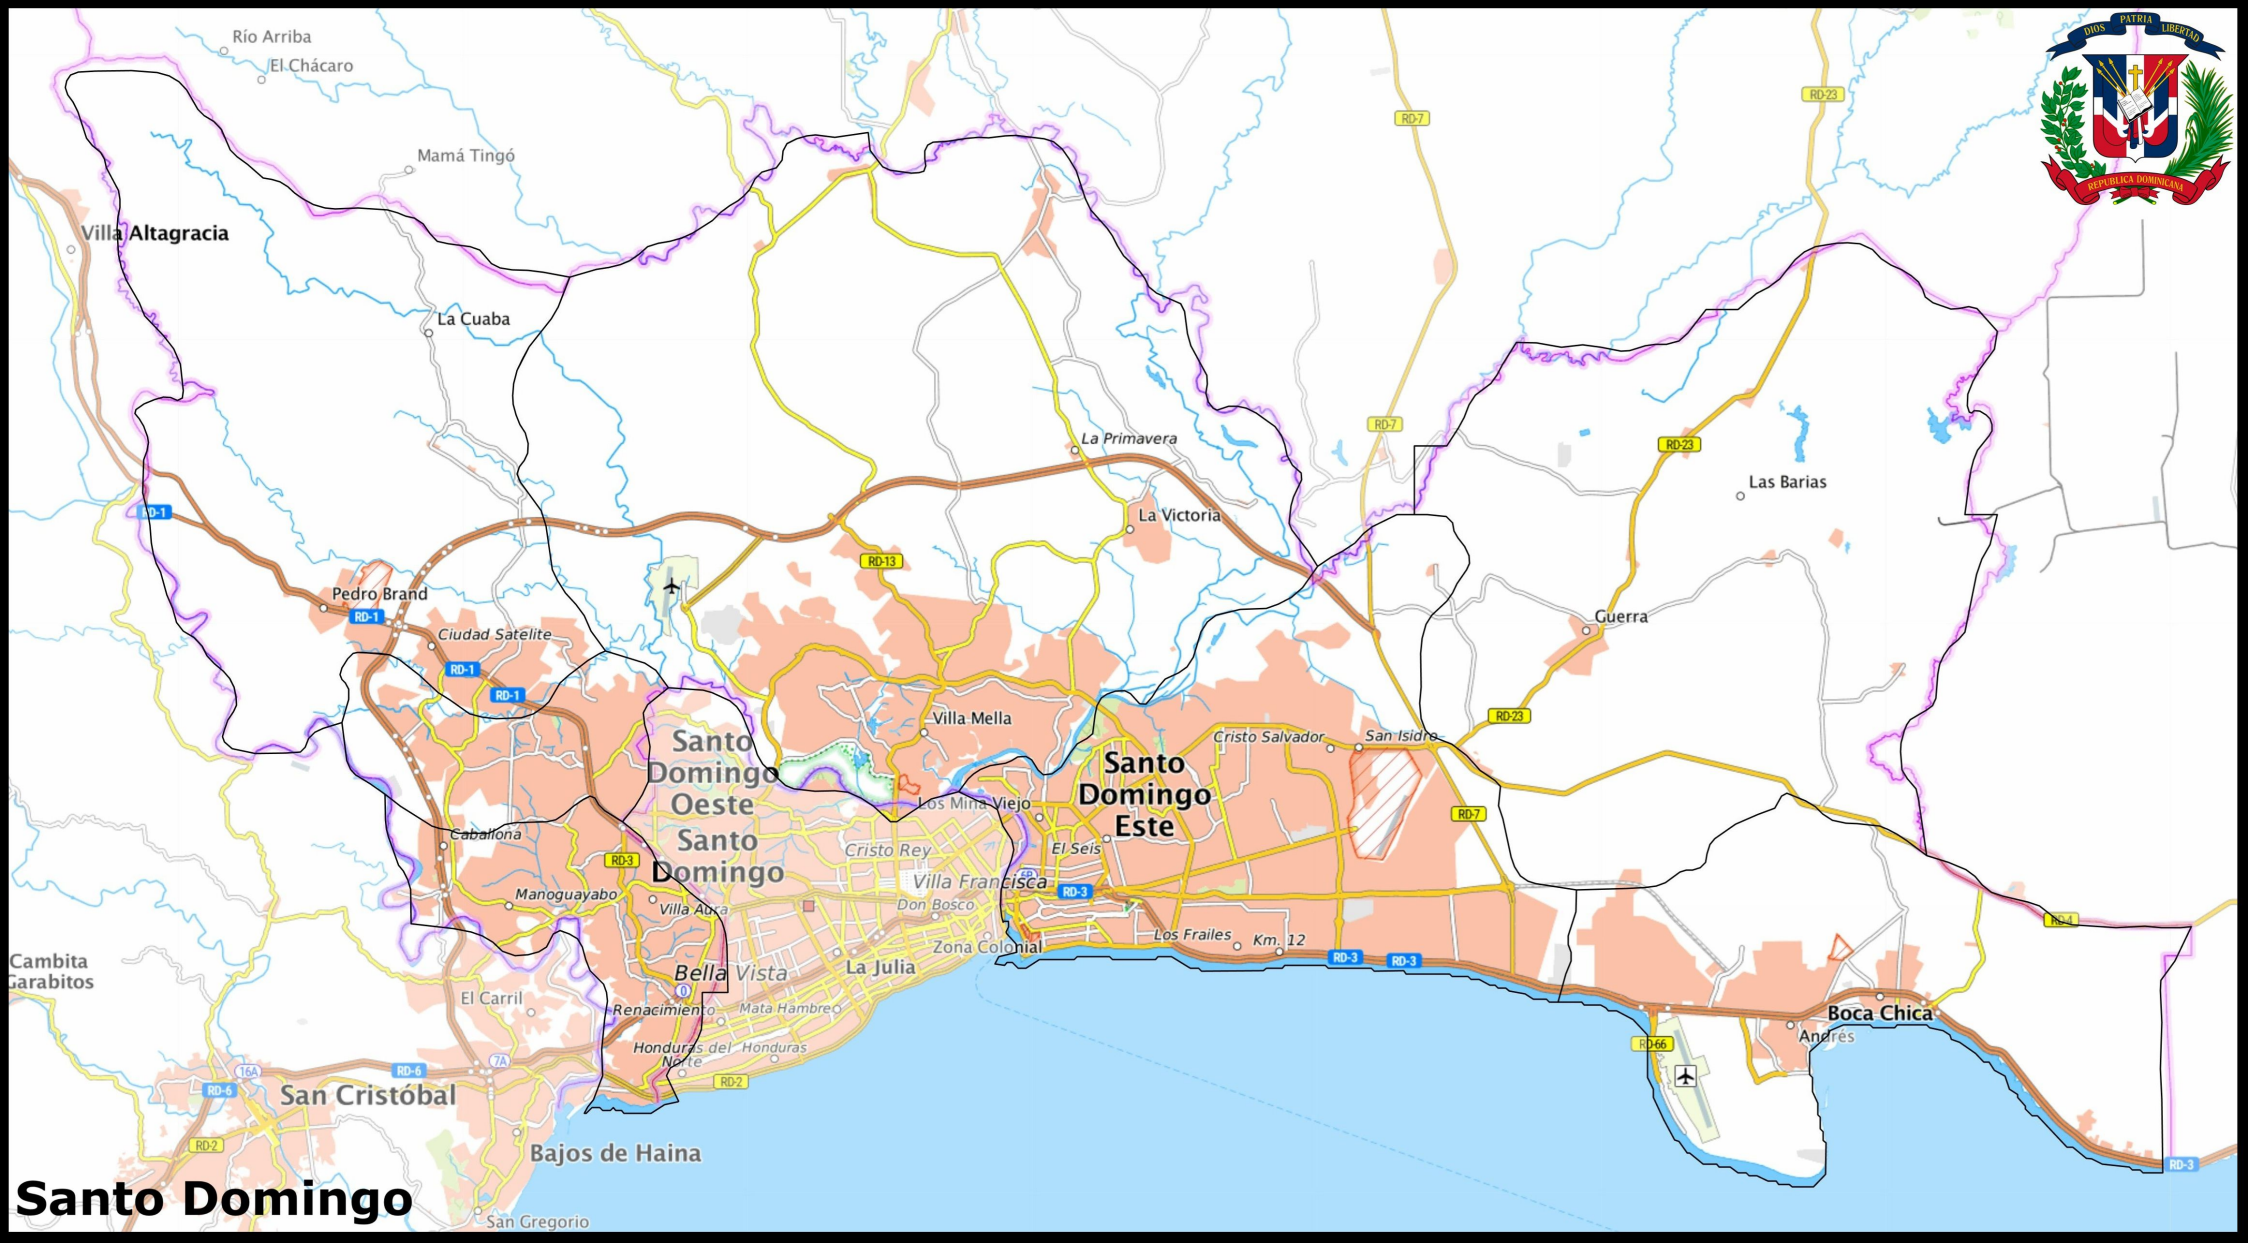 DIOS PATRIA LIBERTAD
REPUBLICA DOMINICANA
Río Arriba
El Chácaro
RD-23
RD-7
Mamá Tingó
Villa Altagracia
La Cuaba
RD-7
La Primavera
RD-23
Las Barias
RD-1
La Victoria
RD-13
Pedro Brand
RD-1
Guerra
Ciudad Satelite
RD-1
RD-1
Villa Mella
RD-23
Cristo Salvador
San Isidro
Santo
Domingo
Oeste
Santo
Domingo
Este
Los Mina Viejo
RD-7
Caballona
Santo
Domingo
Cristo Rey
El Seis
RD-3
Villa Francisca
6B
RD-3
Manoguayabo
Villa Aura
Don Bosco
RD-4
Los Frailes
Km. 12
Zona Colonial
RD-3
RD-3
Cambita
Garabitos
La Julia
Bella Vista
0
El Carril
Renacimiento
Mata Hambre
Boca Chica
Andrés
RD-66
Honduras del
Norte
Honduras
7A
16A
RD-6
RD-6
RD-2
San Cristóbal
RD-2
Bajos de Haina
RD-3
San Gregorio
Santo Domingo